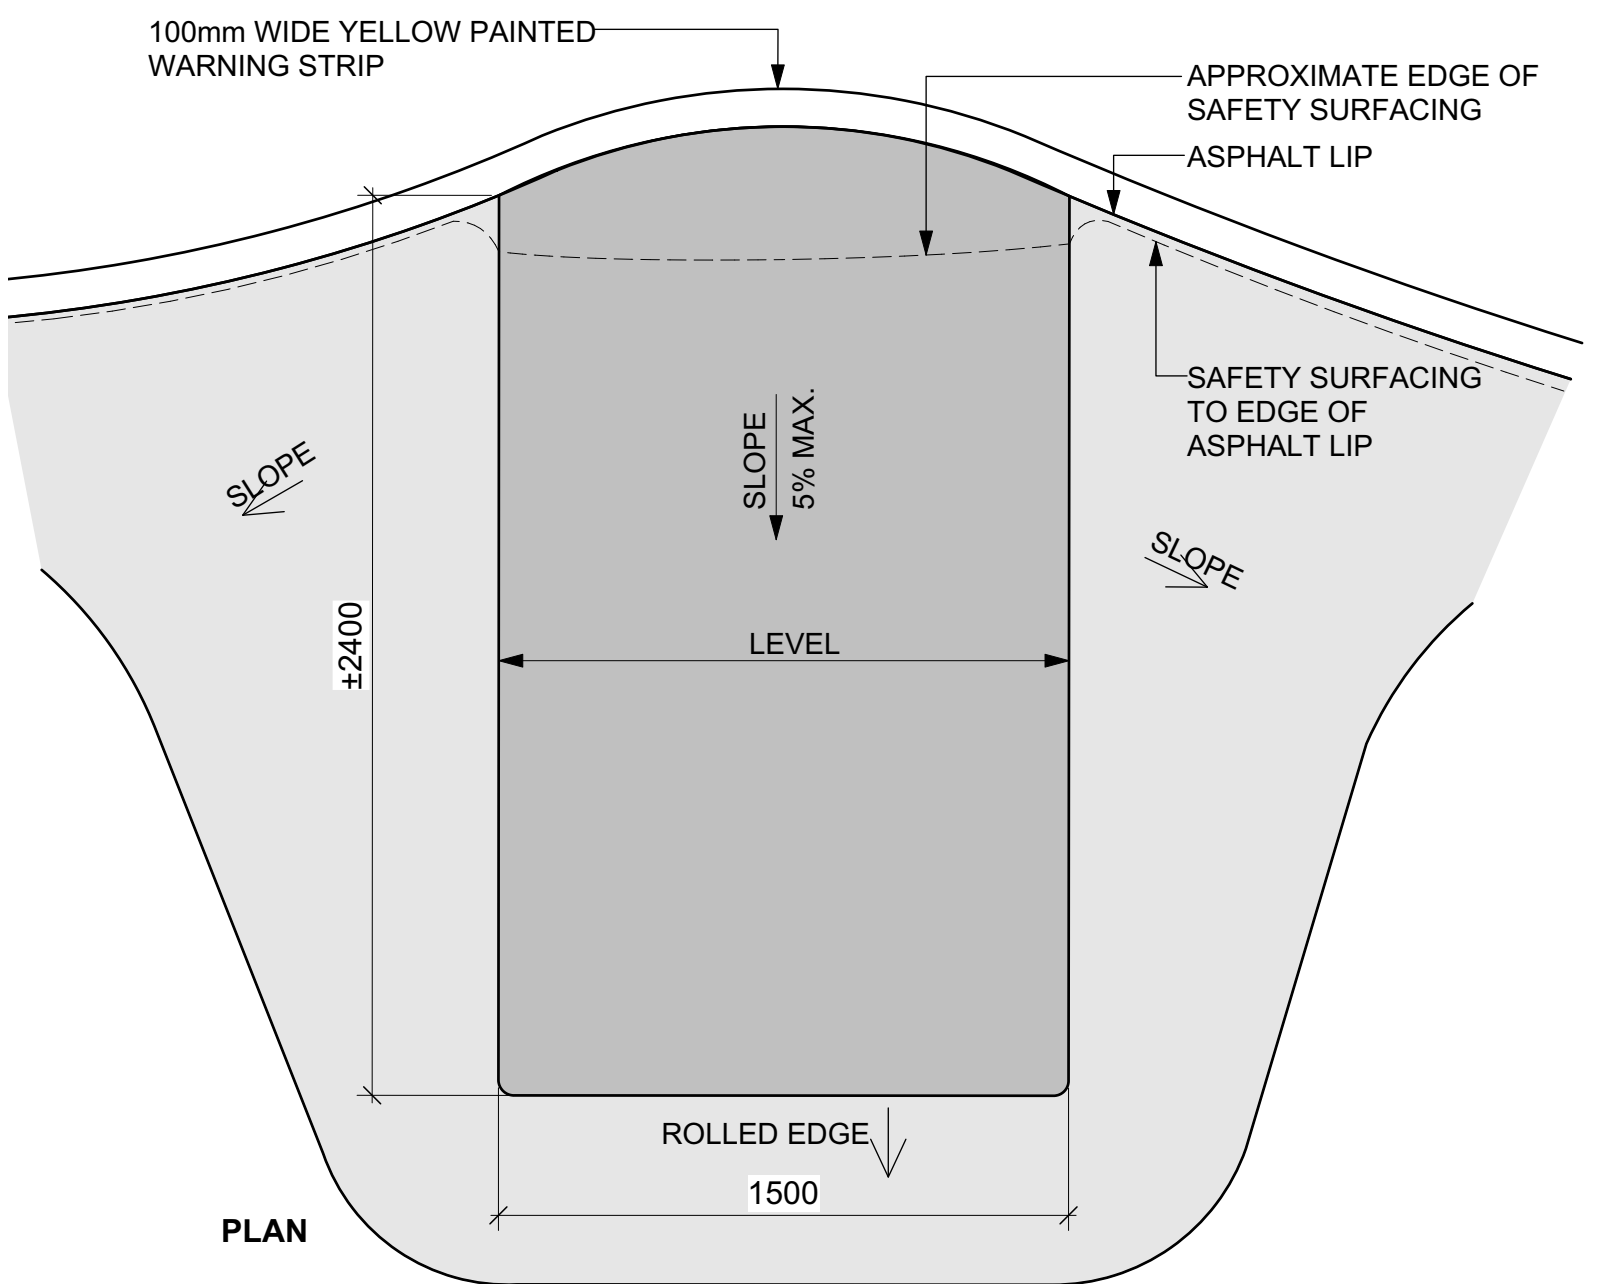 100mm WIDE YELLOW PAINTED
WARNING STRIP
APPROXIMATE EDGE OF
SAFETY SURFACING
ASPHALT LIP
SAFETY SURFACING
TO EDGE OF
ASPHALT LIP
SLOPE
SLOPE
5% MAX.
SLOPE
±2400
LEVEL
ROLLED EDGE
1500
PLAN